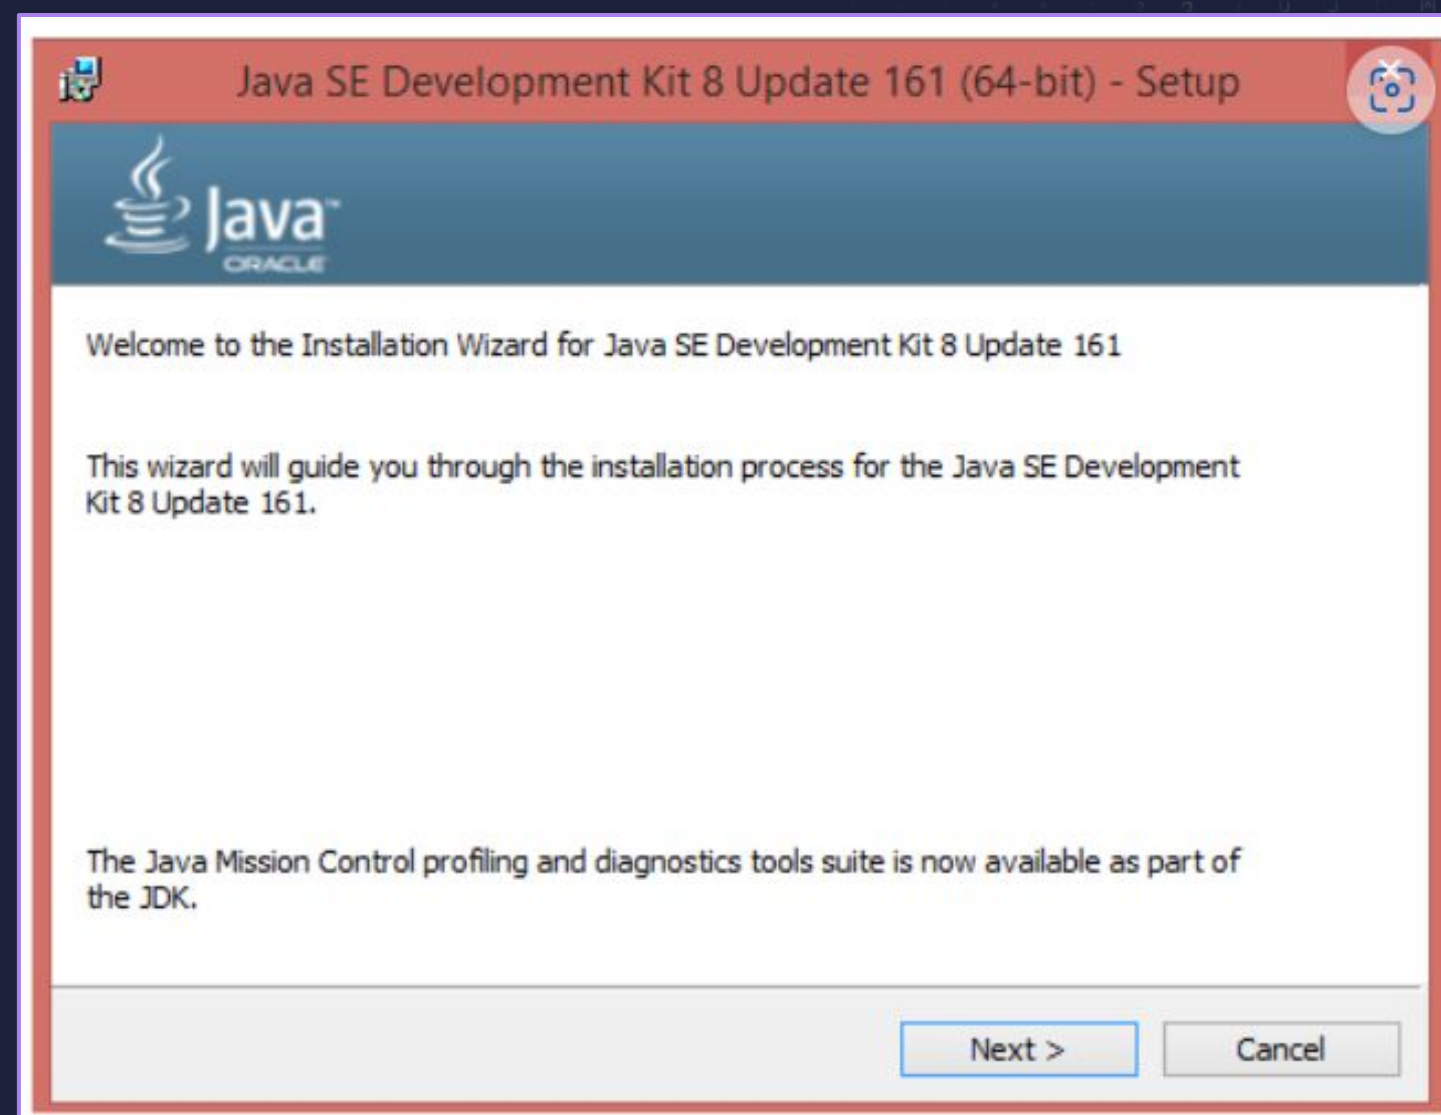 Java SE Development Kit 8 Update 161 (64-bit) - Setup
Java™
ORACLE
Welcome to the Installation Wizard for Java SE Development Kit 8 Update 161
This wizard will guide you through the installation process for the Java SE Development
Kit 8 Update 161.
The Java Mission Control profiling and diagnostics tools suite is now available as part of
the JDK.
Next >
Cancel